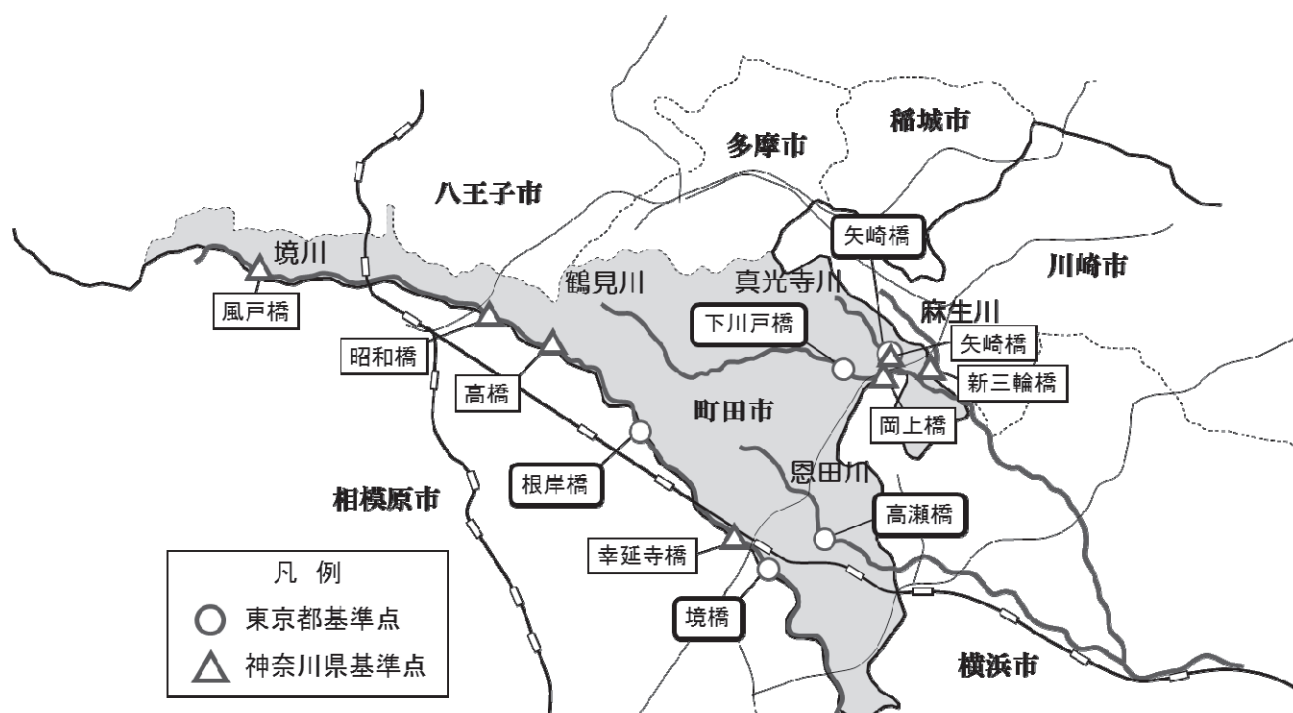 稲城市
多摩市
八王子市
矢崎橋
境川
鶴見川
真光寺川
川崎市
風戸橋
下川戸橋
麻生川
昭和橋
矢崎橋
高橋
新三輪橋
町田市
岡上橋
恩田川
根岸橋
相模原市
高瀬橋
幸延寺橋
凡 例
東京都基準点
境橋
神奈川県基準点
横浜市